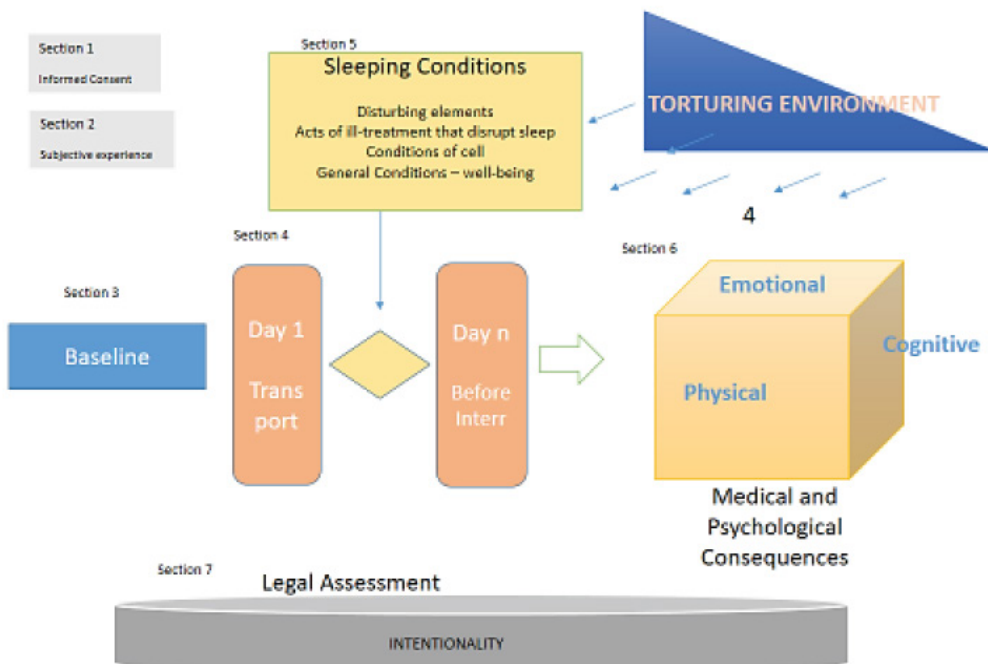 Section 1
Informed Consent
Section 2
Subjective experience
Section 5
Sleeping Conditions
Disturbing elements
Acts of ill-treatment that disrupt sleep
Conditions of cell
General Conditions – well-being
TORTURING ENVIRONMENT
4
Section 3
Baseline
Section 4
Day 1
Trans
port
Day n
Before
Interr
Section 6
Emotional
Cognitive
Physical
Medical and
Psychological
Consequences
Section 7
Legal Assessment
INTENTIONALITY